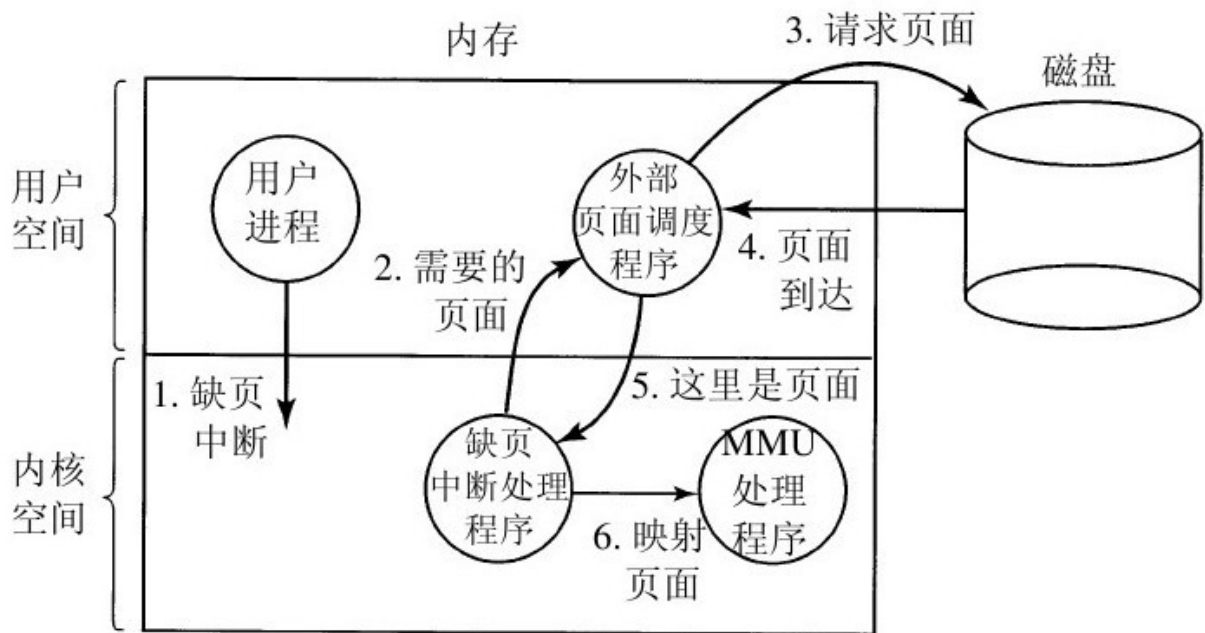 内存
3. 请求页面
磁盘
用户
空间
用户
进程
外部
页面调度
程序
2. 需要的
页面
4. 页面
到达
1. 缺页
中断
5. 这里是页面
内核
空间
缺页
中断处理
程序
MMU
处理
程序
6. 映射
页面